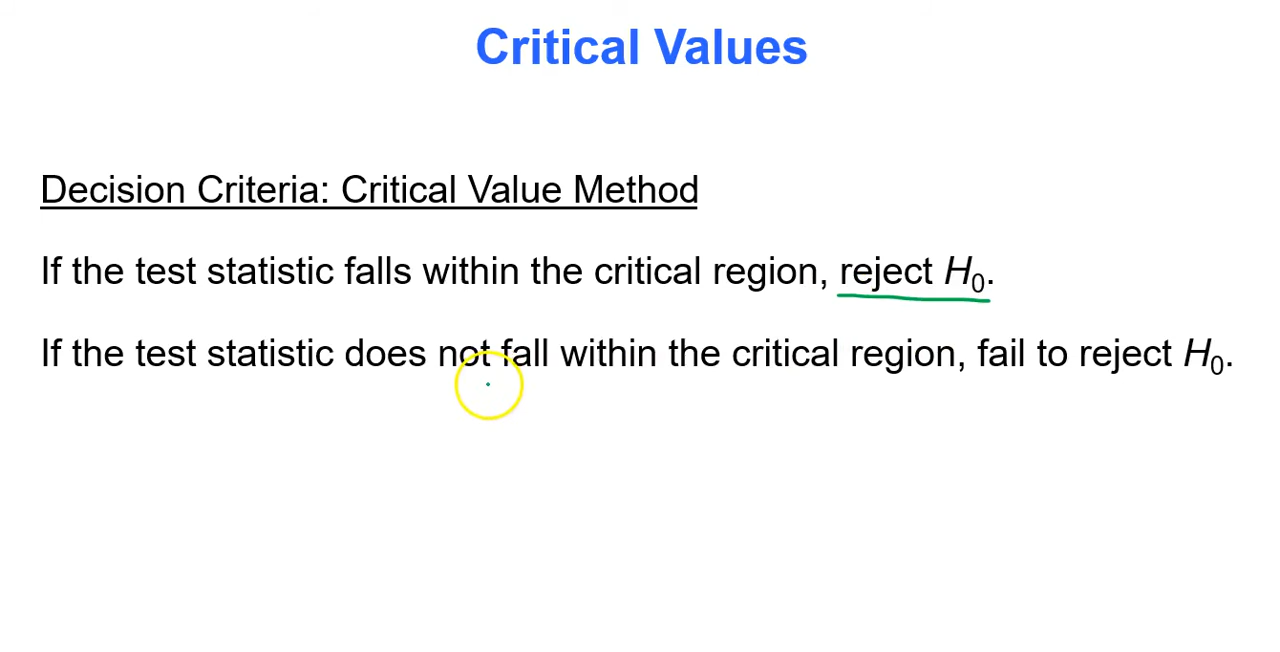 Critical Values
Decision Criteria: Critical Value Method
If the test statistic falls within the critical region, reject H₀.
If the test statistic does not fall within the critical region, fail to reject H₀.